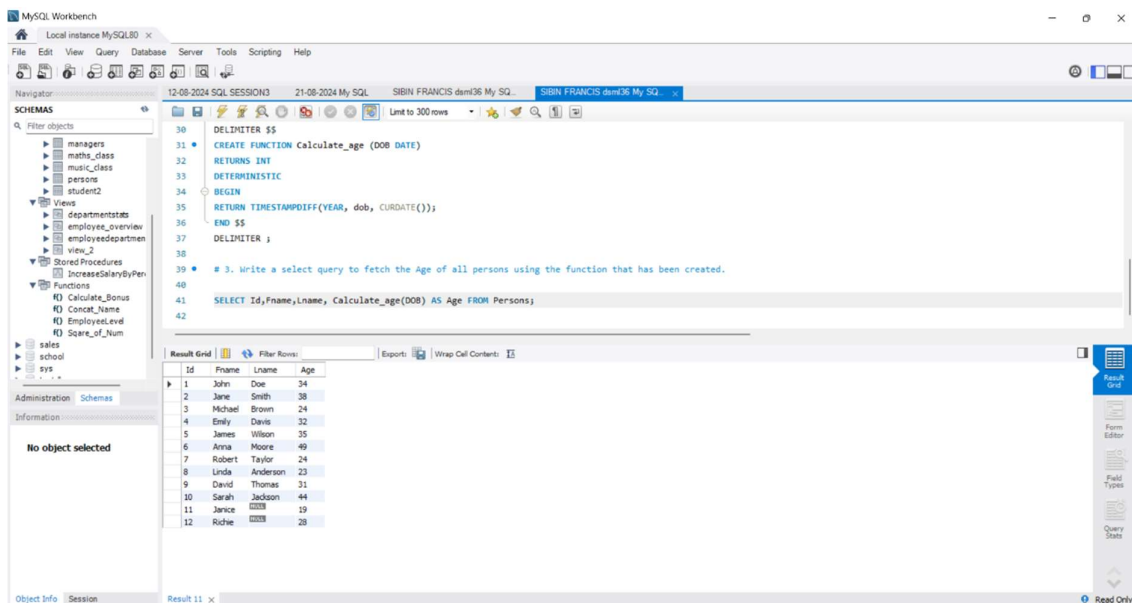 MySQL Workbench
Local instance MySQL80
File Edit View Query Database Server Tools Scripting Help
Navigator
SCHEMAS
Filter objects
managers
maths_class
music_class
persons
student2
Views
departmentstats
employee_overview
employeedepartmen
view_2
Stored Procedures
IncreaseSalaryByPer
Functions
f() Calculate_Bonus
f() Concat_Name
f() EmployeeLevel
f() Sqare_of_Num
sales
school
sys
Administration Schemas
Information
No object selected
Object Info Session
12-08-2024 SQL SESSION3 21-08-2024 My SQL SIBIN FRANCIS dsml36 My SQ... SIBIN FRANCIS dsml36 My SQ...
Limit to 300 rows
30 DELIMITER $$
31 CREATE FUNCTION Calculate_age (DOB DATE)
32 RETURNS INT
33 DETERMINISTIC
34 BEGIN
35 RETURN TIMESTAMPDIFF(YEAR, dob, CURDATE());
36 END $$
37 DELIMITER ;
38
39 # 3. Write a select query to fetch the Age of all persons using the function that has been created.
40
41 SELECT Id,Fname,Lname, Calculate_age(DOB) AS Age FROM Persons;
42
Result Grid Filter Rows: Export: Wrap Cell Content:
Id Fname Lname Age
1 John Doe 34
2 Jane Smith 38
3 Michael Brown 24
4 Emily Davis 32
5 James Wilson 35
6 Anna Moore 49
7 Robert Taylor 24
8 Linda Anderson 23
9 David Thomas 31
10 Sarah Jackson 44
11 Janice NULL 19
12 Richie NULL 28
Result Grid
Form Editor
Field Types
Query Stats
Result 11
Read Only